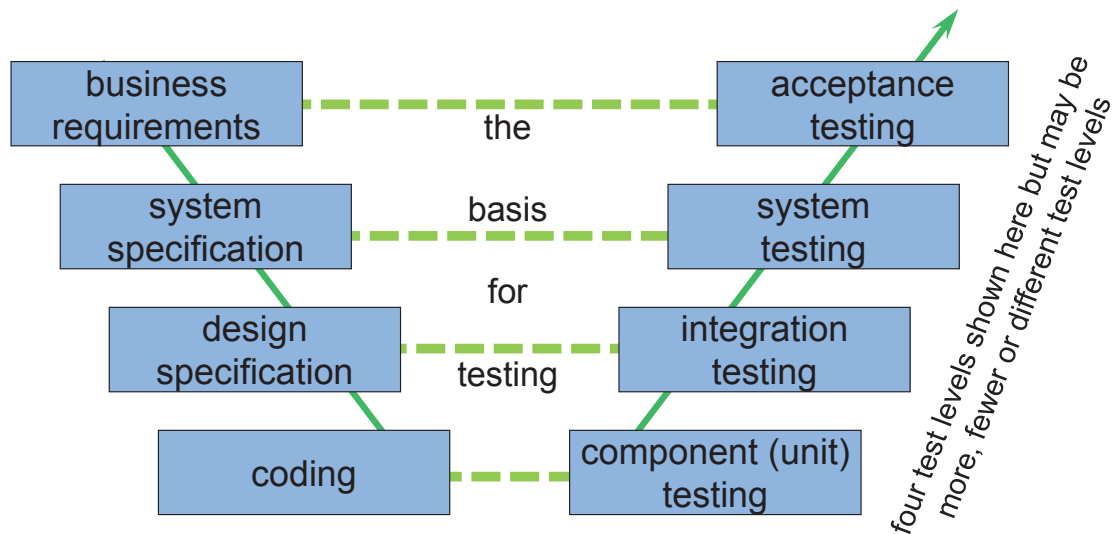 business
requirements
the
acceptance
testing
system
specification
basis
system
testing
for
design
specification
testing
integration
testing
coding
component (unit)
testing
four test levels shown here but may be
more, fewer or different test levels